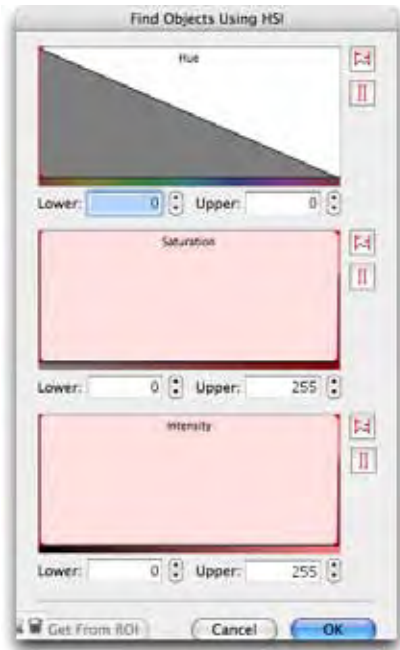 Find Objects Using HSI
Hue
Lower: 0 Upper: 0
Saturation
Lower: 0 Upper: 255
Intensity
Lower: 0 Upper: 255
Get From ROI Cancel OK